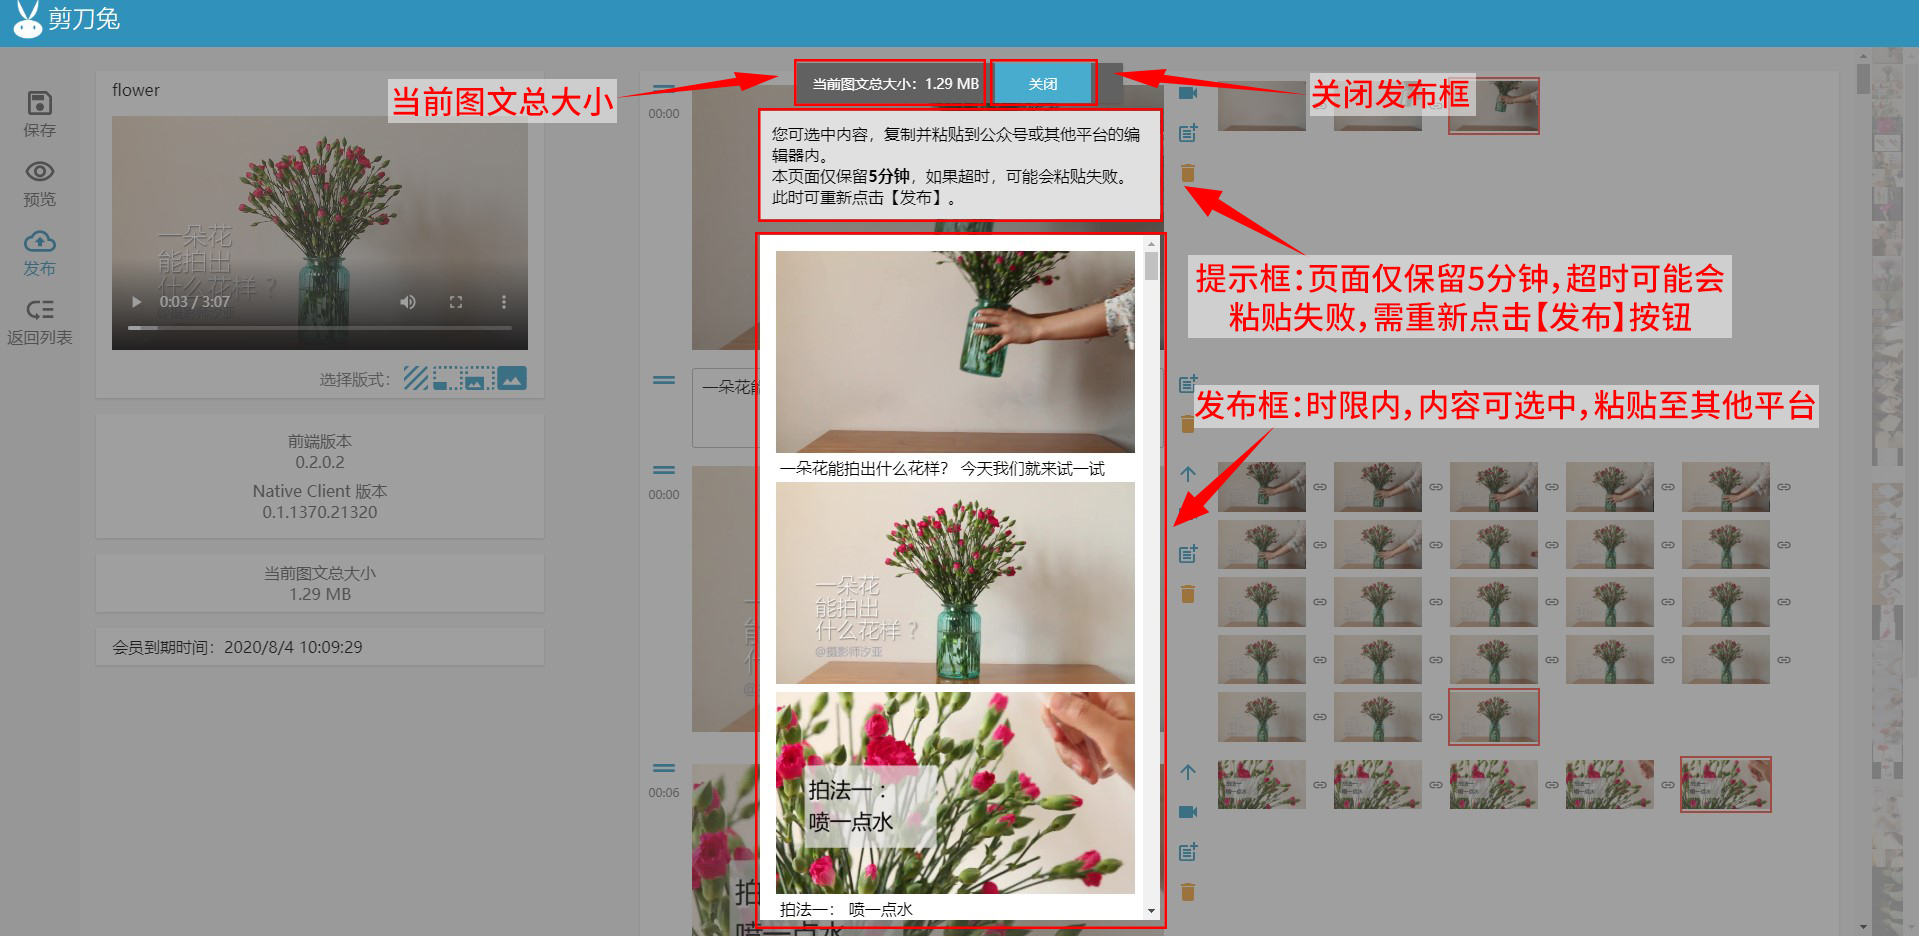 剪刀兔
保存
预览
发布
返回列表
flower
一朵花
能拍出
什么花样？
0:03 / 3:07
选择版式：
前端版本
0.2.0.2
Native Client 版本
0.1.1370.21320
当前图文总大小
1.29 MB
会员到期时间：2020/8/4 10:09:29
当前图文总大小
00:00
一朵花能
00:00
00:06
当前图文总大小：1.29 MB
关闭
您可选中内容，复制并粘贴到公众号或其他平台的编
辑器内。
本页面仅保留5分钟，如果超时，可能会粘贴失败。
此时可重新点击【发布】。
一朵花能拍出什么花样？ 今天我们就来试一试
一朵花
能拍出
什么花样？
@摄影师汐亚
拍法一：
喷一点水
拍法一： 喷一点水
关闭发布框
提示框：页面仅保留5分钟，超时可能会
粘贴失败，需重新点击【发布】按钮
发布框：时限内，内容可选中，粘贴至其他平台